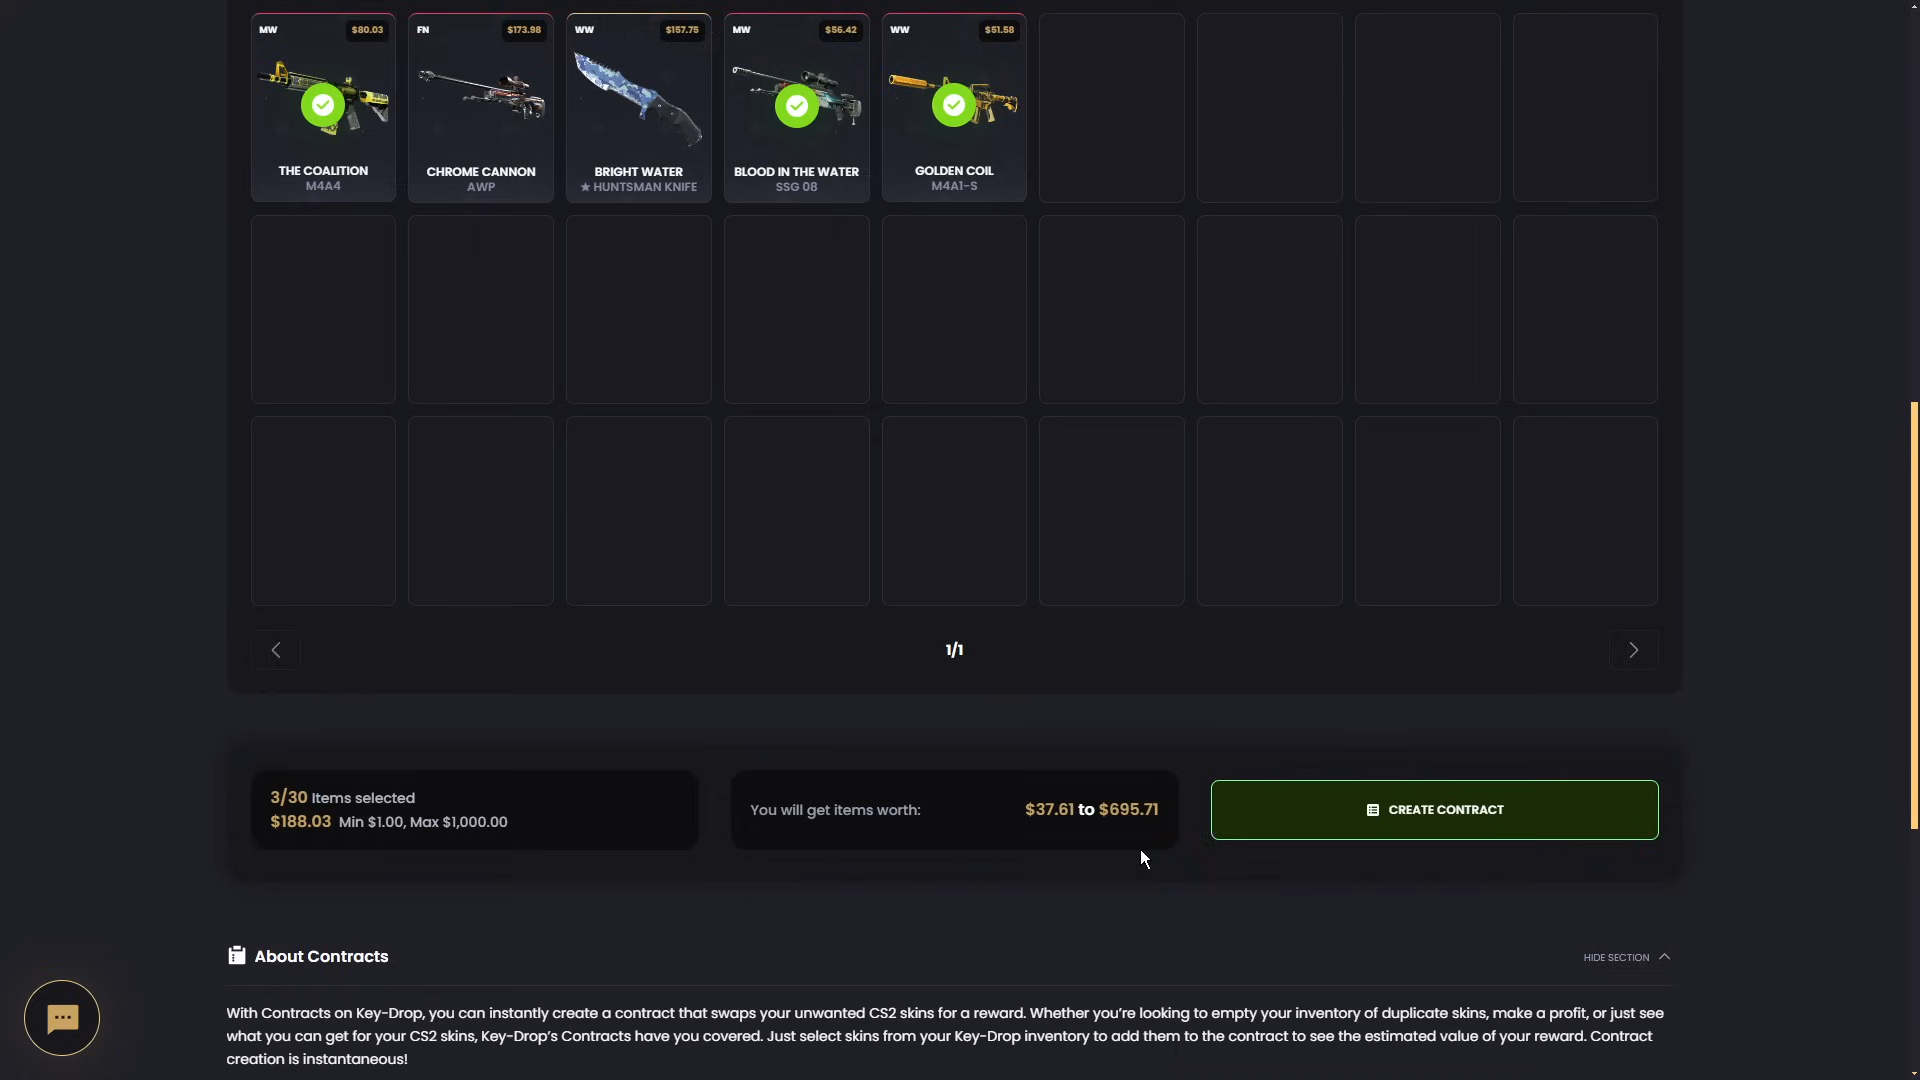 MW $80.03 FN $173.98 WW $157.75 MW $56.42 WW $51.58
THE COALITION CHROME CANNON BRIGHT WATER BLOOD IN THE WATER GOLDEN COIL
M4A4 AWP ★ HUNTSMAN KNIFE SSG 08 M4A1-S
1/1
3/30 Items selected
$188.03 Min $1.00, Max $1,000.00
You will get items worth: $37.61 to $695.71
CREATE CONTRACT
About Contracts
HIDE SECTION
With Contracts on Key-Drop, you can instantly create a contract that swaps your unwanted CS2 skins for a reward. Whether you’re looking to empty your inventory of duplicate skins, make a profit, or just see
what you can get for your CS2 skins, Key-Drop’s Contracts have you covered. Just select skins from your Key-Drop inventory to add them to the contract to see the estimated value of your reward. Contract
creation is instantaneous!